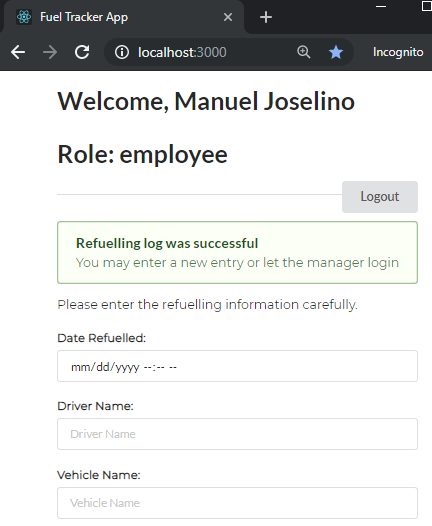 Fuel Tracker App
localhost:3000
Incognito
Welcome, Manuel Joselino
Role: employee
Logout
Refuelling log was successful
You may enter a new entry or let the manager login
Please enter the refuelling information carefully.
Date Refuelled:
mm/dd/yyyy --:-- --
Driver Name:
Driver Name
Vehicle Name:
Vehicle Name